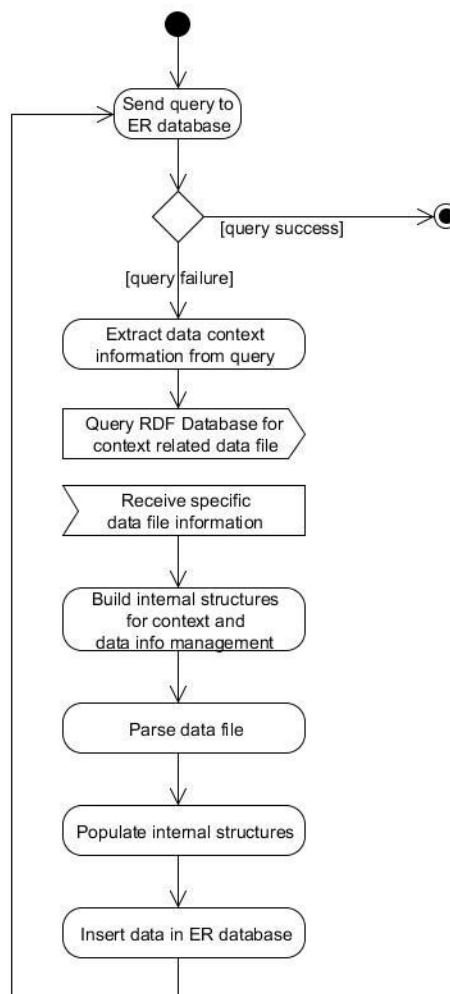 Send query to
ER database
[query success]
[query failure]
Extract data context
information from query
Query RDF Database for
context related data file
Receive specific
data file information
Build internal structures
for context and
data info management
Parse data file
Populate internal structures
Insert data in ER database